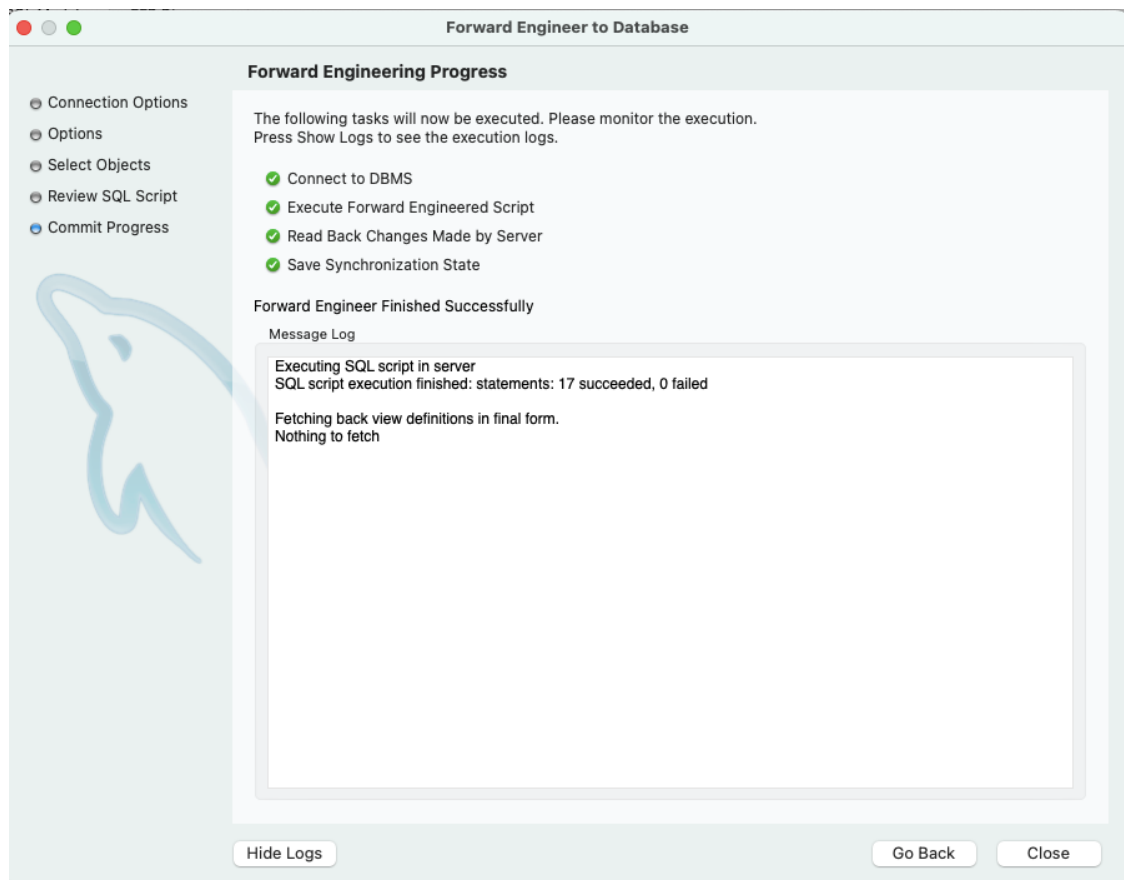 Forward Engineer to Database
Forward Engineering Progress
Connection Options
Options
Select Objects
Review SQL Script
Commit Progress
The following tasks will now be executed. Please monitor the execution.
Press Show Logs to see the execution logs.
Connect to DBMS
Execute Forward Engineered Script
Read Back Changes Made by Server
Save Synchronization State
Forward Engineer Finished Successfully
Message Log
Executing SQL script in server
SQL script execution finished: statements: 17 succeeded, 0 failed
Fetching back view definitions in final form.
Nothing to fetch
Hide Logs
Go Back
Close